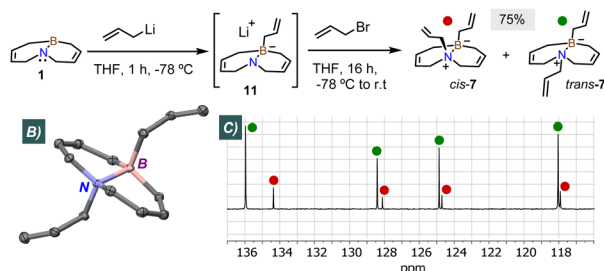 B
N
1
Li
THF, 1 h, -78 ºC
Li⁺
B⁻
N
11
Br
THF, 16 h,
-78 ºC to r.t
75%
B⁻
N
+
cis-7
+
B⁻
N
+
trans-7
B)
B
N
C)
136 134 132 130 128 126 124 122 120 118
ppm